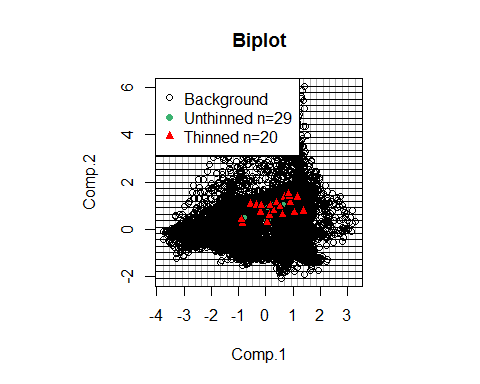 Biplot
Background
Unthinned n=29
Thinned n=20
Comp.2
6
4
2
0
-2
-4 -3 -2 -1 0 1 2 3
Comp.1